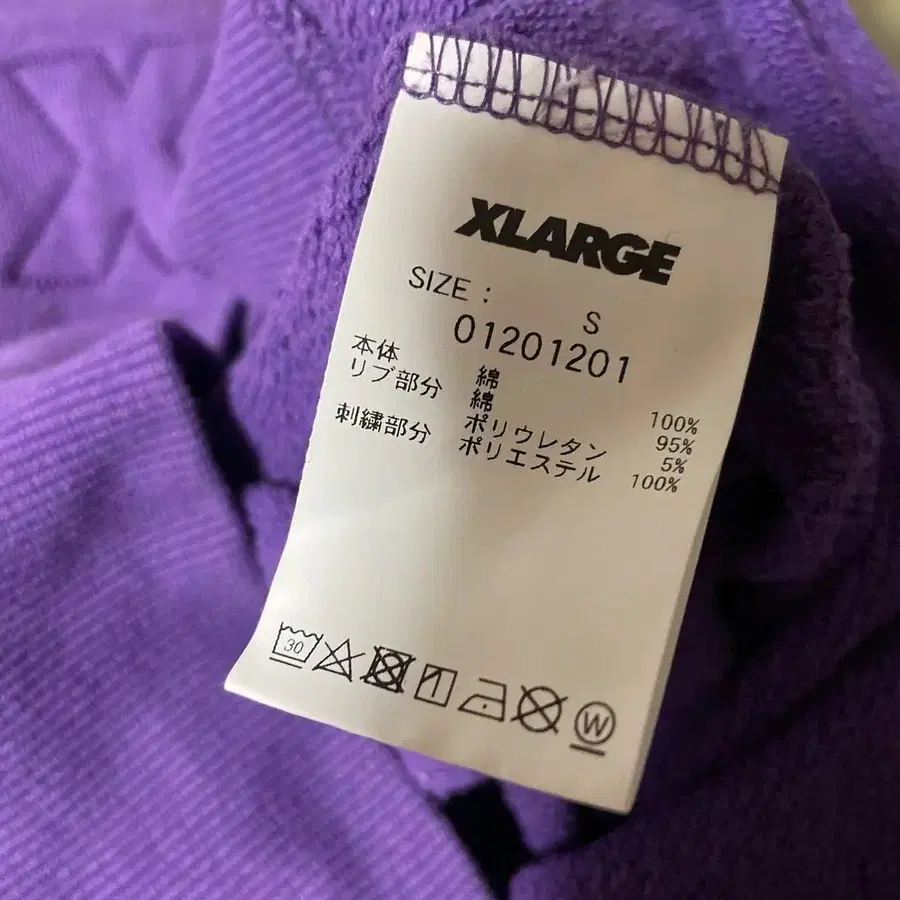 XLARGE
SIZE :
S
01201201
本体 綿 100%
リブ部分 綿 95%
ポリウレタン 5%
刺繍部分 ポリエステル 100%
30
W